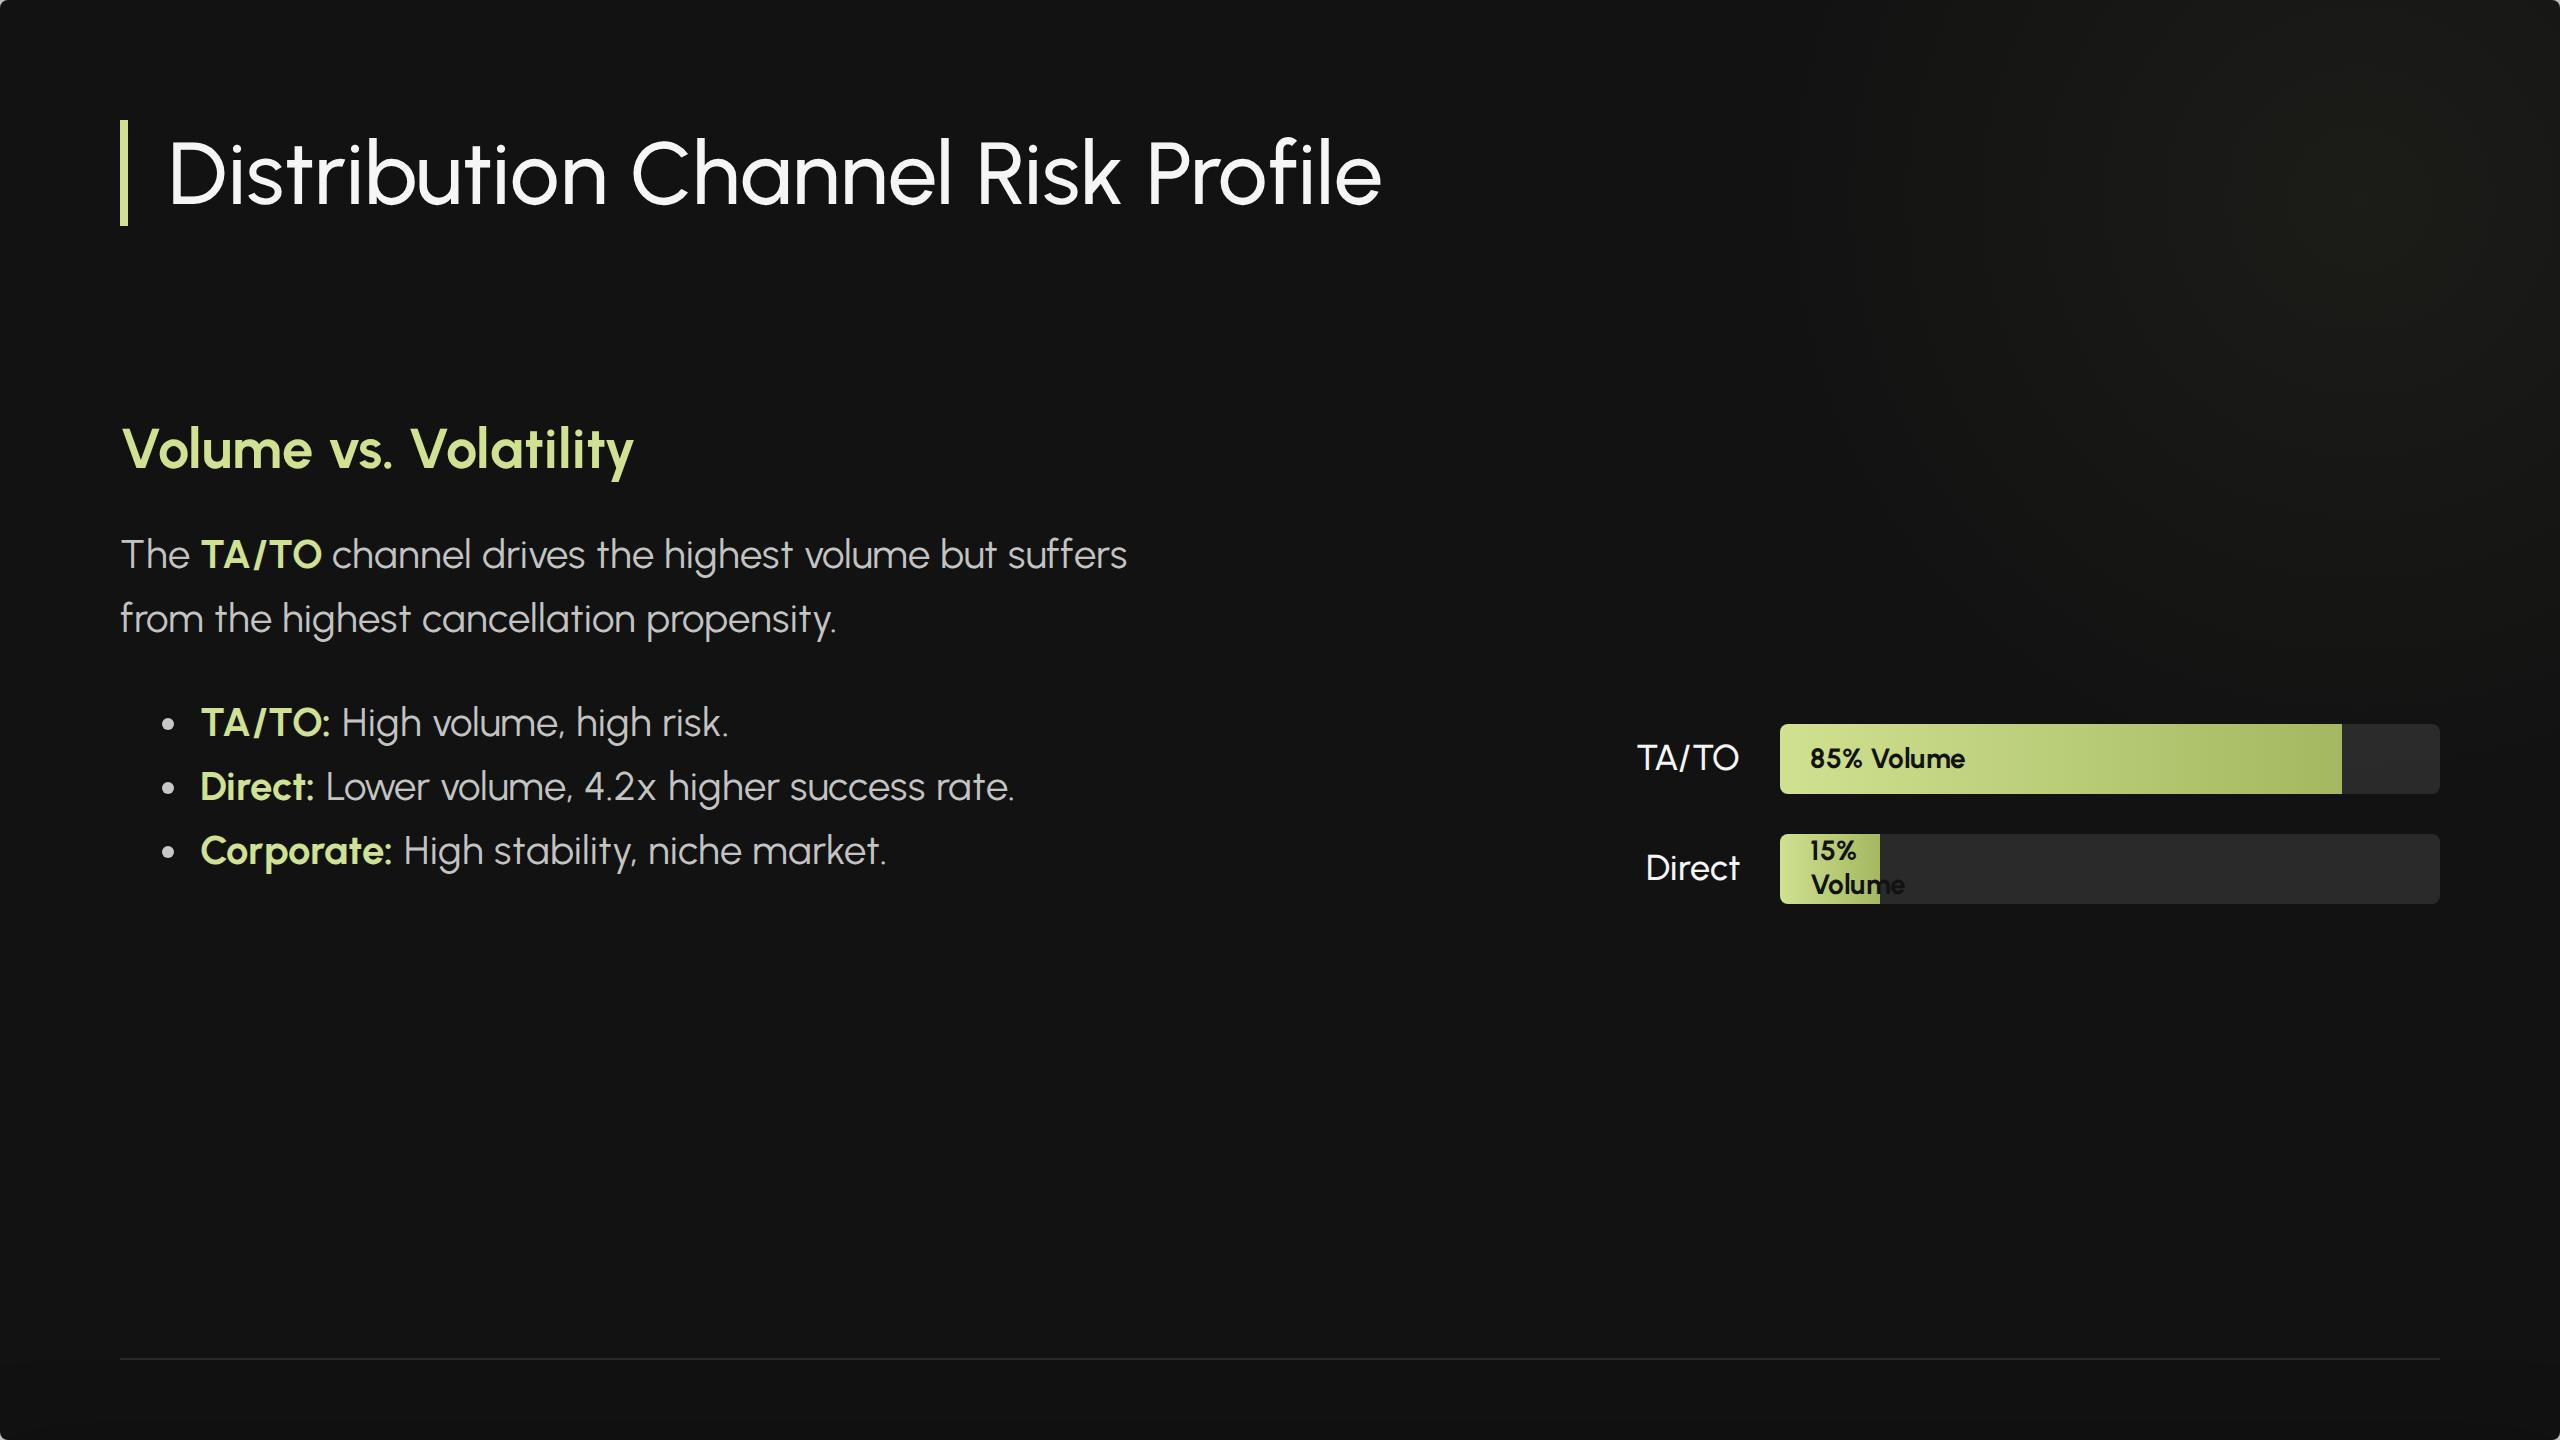 Distribution Channel Risk Profile
Volume vs. Volatility
The TA/TO channel drives the highest volume but suffers
from the highest cancellation propensity.
TA/TO: High volume, high risk.
Direct: Lower volume, 4.2x higher success rate.
Corporate: High stability, niche market.
TA/TO
85% Volume
Direct
15%
Volume